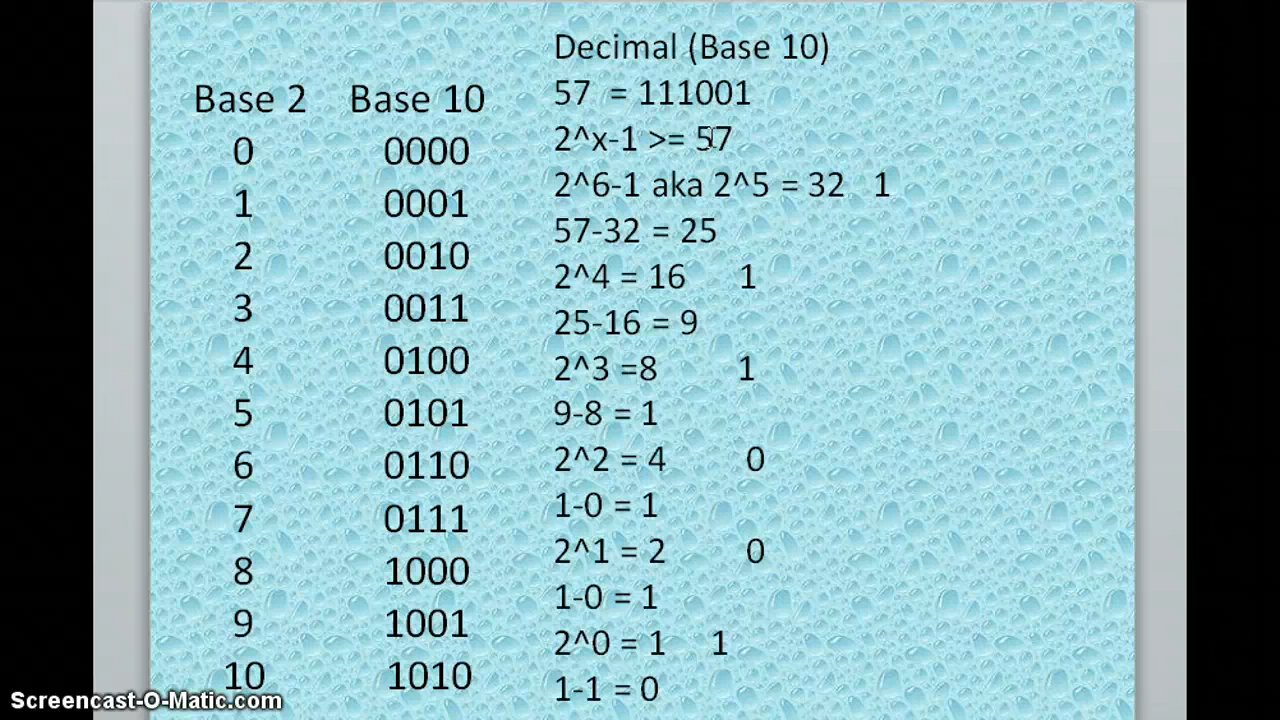 Base 2 Base 10
0 0000
1 0001
2 0010
3 0011
4 0100
5 0101
6 0110
7 0111
8 1000
9 1001
10 1010
Decimal (Base 10)
57 = 111001
2^x-1 >= 57
2^6-1 aka 2^5 = 32 1
57-32 = 25
2^4 = 16 1
25-16 = 9
2^3 =8 1
9-8 = 1
2^2 = 4 0
1-0 = 1
2^1 = 2 0
1-0 = 1
2^0 = 1 1
1-1 = 0
Screencast-O-Matic.com